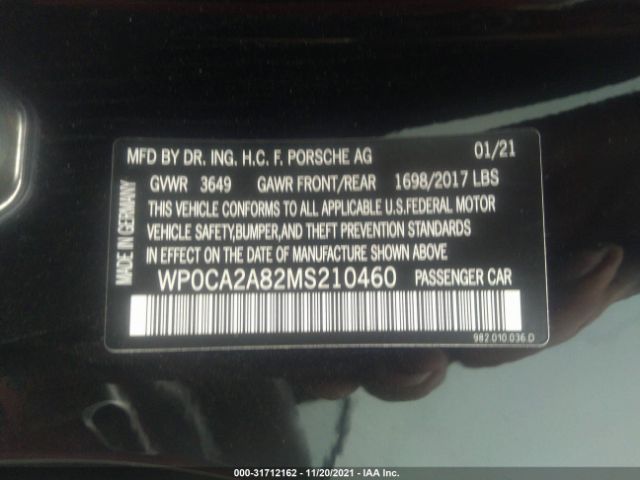 MFD BY DR. ING. H.C. F. PORSCHE AG 01/21
GVWR 3649 GAWR FRONT/REAR 1698/2017 LBS
THIS VEHICLE CONFORMS TO ALL APPLICABLE U.S.FEDERAL MOTOR
VEHICLE SAFETY,BUMPER,AND THEFT PREVENTION STANDARDS
IN EFFECT ON THE DATE OF MANUFACTURE SHOWN ABOVE.
WP0CA2A82MS210460 PASSENGER CAR
MADE IN GERMANY
982.010.036.D
000-31712162 - 11/20/2021 - IAA Inc.